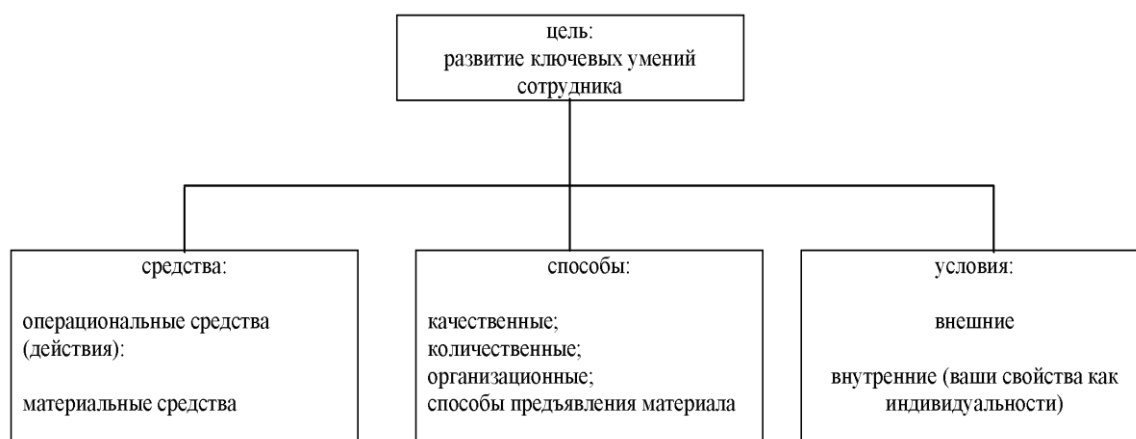 цель:
развитие ключевых умений
сотрудника
средства:
операциональные средства
(действия):
материальные средства
способы:
качественные;
количественные;
организационные;
способы предъявления материала
условия:
внешние
внутренние (ваши свойства как
индивидуальности)